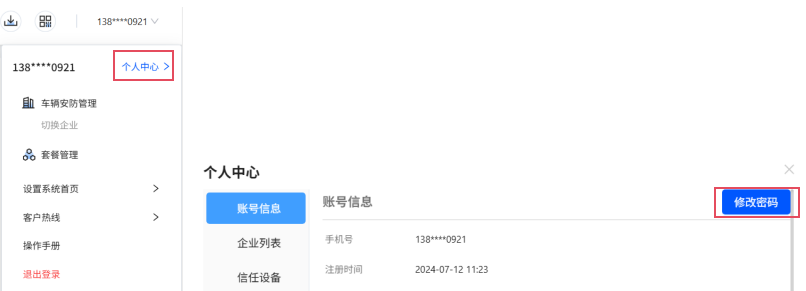 138****0921
138****0921 个人中心
车辆安防管理
切换企业
套餐管理
设置系统首页
客户热线
操作手册
退出登录
个人中心
账号信息
企业列表
信任设备
账号信息 修改密码
手机号 138****0921
注册时间 2024-07-12 11:23